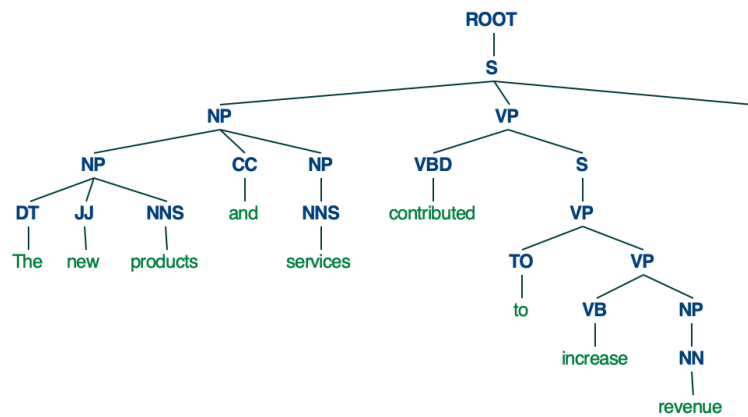 ROOT
S
NP VP
NP CC NP VBD S
DT JJ NNS and NNS contributed VP
The new products services TO VP
to VB NP
increase NN
revenue